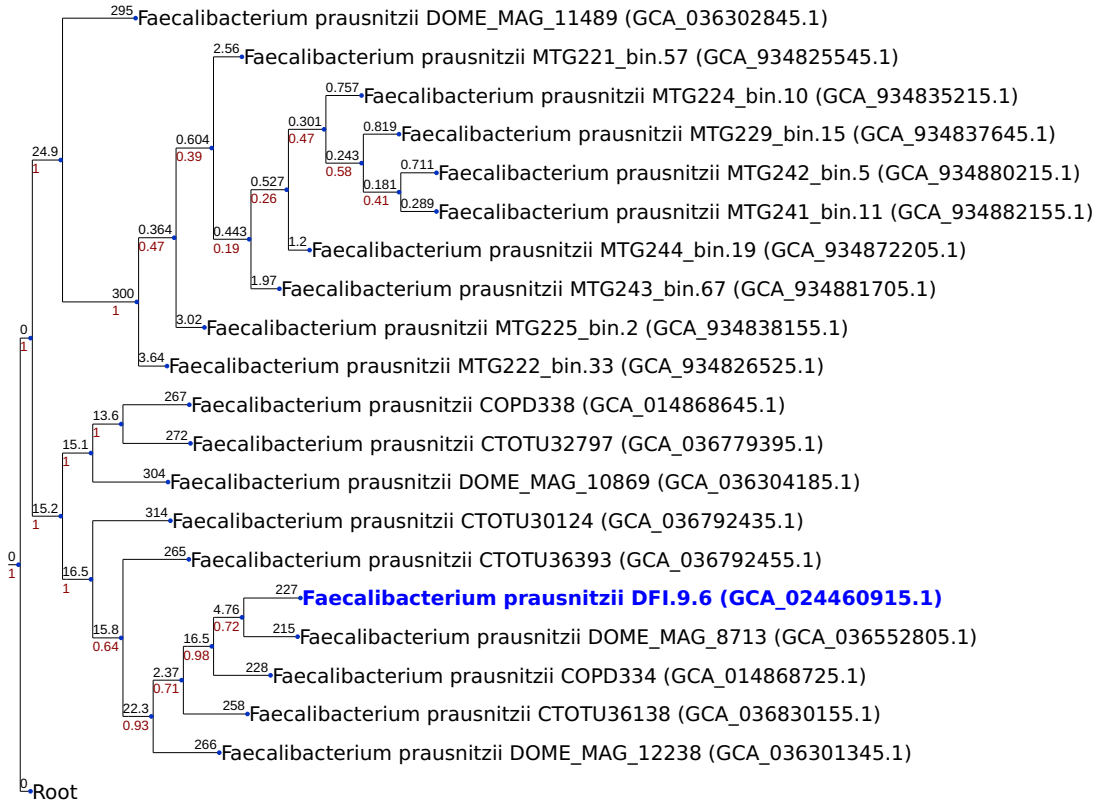 295 Faecalibacterium prausnitzii DOME_MAG_11489 (GCA_036302845.1)
2.56 Faecalibacterium prausnitzii MTG221_bin.57 (GCA_934825545.1)
0.757 Faecalibacterium prausnitzii MTG224_bin.10 (GCA_934835215.1)
0.301
0.47
0.819 Faecalibacterium prausnitzii MTG229_bin.15 (GCA_934837645.1)
0.604
0.39
24.9
1
0.243
0.58
0.711 Faecalibacterium prausnitzii MTG242_bin.5 (GCA_934880215.1)
0.527
0.26
0.181
0.41
0.289 Faecalibacterium prausnitzii MTG241_bin.11 (GCA_934882155.1)
0.364
0.47
0.443
0.19
1.2 Faecalibacterium prausnitzii MTG244_bin.19 (GCA_934872205.1)
1.97 Faecalibacterium prausnitzii MTG243_bin.67 (GCA_934881705.1)
300
1
3.02 Faecalibacterium prausnitzii MTG225_bin.2 (GCA_934838155.1)
0
1
3.64 Faecalibacterium prausnitzii MTG222_bin.33 (GCA_934826525.1)
267 Faecalibacterium prausnitzii COPD338 (GCA_014868645.1)
13.6
1
272 Faecalibacterium prausnitzii CTOTU32797 (GCA_036779395.1)
15.1
1
304 Faecalibacterium prausnitzii DOME_MAG_10869 (GCA_036304185.1)
15.2
1
314 Faecalibacterium prausnitzii CTOTU30124 (GCA_036792435.1)
265 Faecalibacterium prausnitzii CTOTU36393 (GCA_036792455.1)
0
1
16.5
1
227 Faecalibacterium prausnitzii DFI.9.6 (GCA_024460915.1)
4.76
0.72
215 Faecalibacterium prausnitzii DOME_MAG_8713 (GCA_036552805.1)
15.8
0.64
16.5
0.98
228 Faecalibacterium prausnitzii COPD334 (GCA_014868725.1)
2.37
0.71
258 Faecalibacterium prausnitzii CTOTU36138 (GCA_036830155.1)
22.3
0.93
266 Faecalibacterium prausnitzii DOME_MAG_12238 (GCA_036301345.1)
0 Root